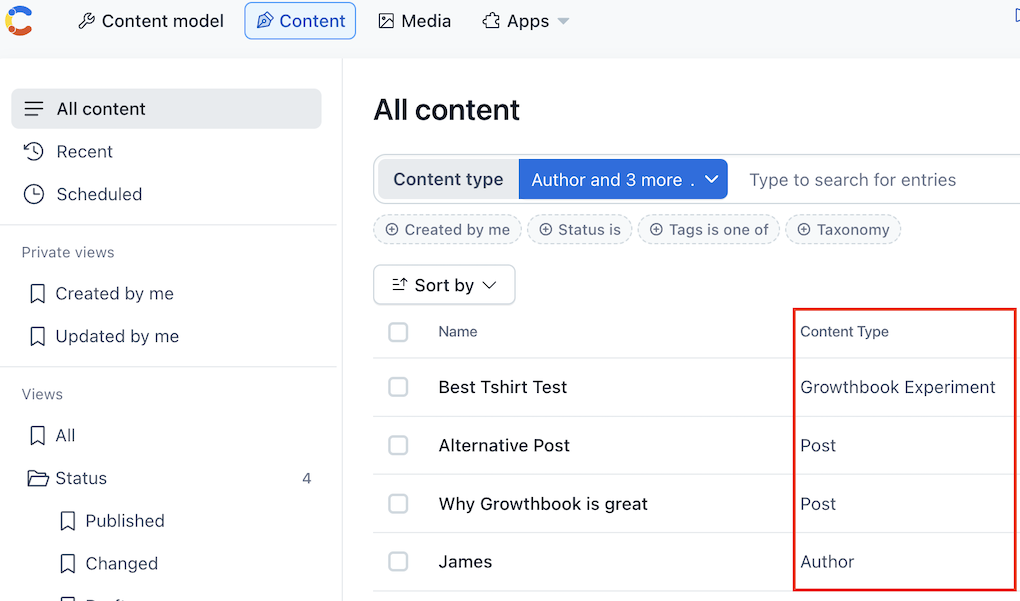 Content model Content Media Apps
All content
Recent
Scheduled
Private views
Created by me
Updated by me
Views
All
Status 4
Published
Changed
All content
Content type Author and 3 more . Type to search for entries
Created by me Status is Tags is one of Taxonomy
Sort by
Name Content Type
Best Tshirt Test Growthbook Experiment
Alternative Post Post
Why Growthbook is great Post
James Author